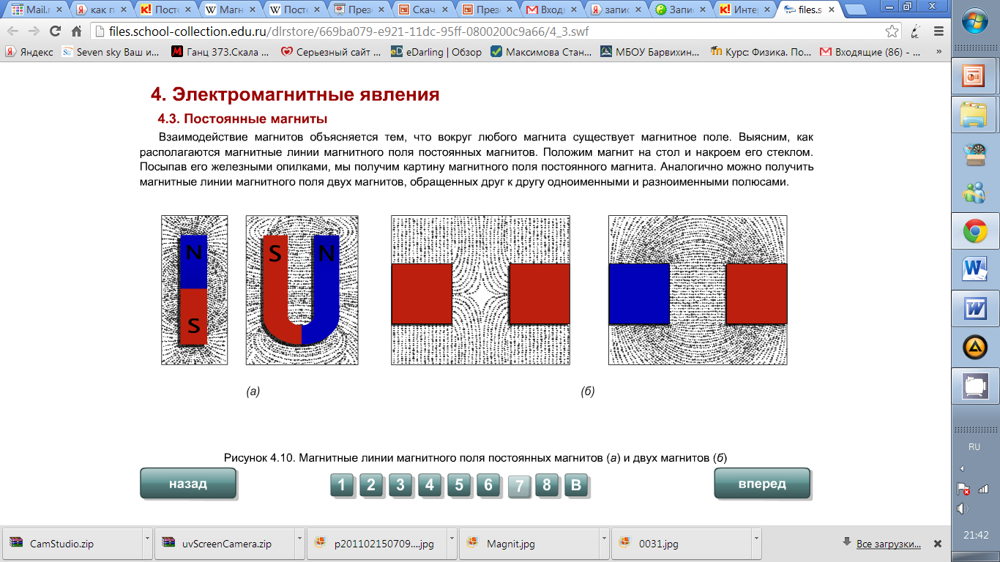 Mail.r
как п
Посто
Магн
Посто
През
Скача
През
Входя
запис
Запис
Интер
files.sc
files.school-collection.edu.ru/dlrstore/669ba079-e921-11dc-95ff-0800200c9a66/4_3.swf
Яндекс
Seven sky Ваш и...
Ганц 373.Скала ...
Серьезный сайт ...
eDarling | Обзор
Максимова Стан...
МБОУ Барвихин...
Курс: Физика. По...
Входящие (86) - ...
»
4. Электромагнитные явления
4.3. Постоянные магниты
Взаимодействие магнитов объясняется тем, что вокруг любого магнита существует магнитное поле. Выясним, как
располагаются магнитные линии магнитного поля постоянных магнитов. Положим магнит на стол и накроем его стеклом.
Посыпав его железными опилками, мы получим картину магнитного поля постоянного магнита. Аналогично можно получить
магнитные линии магнитного поля двух магнитов, обращенных друг к другу одноименными и разноименными полюсами.
N
S
S
N
(а)
(б)
Рисунок 4.10. Магнитные линии магнитного поля постоянных магнитов (а) и двух магнитов (б)
назад
1 2 3 4 5 6 7 8 В
вперед
CamStudio.zip
uvScreenCamera.zip
p201102150709....jpg
Magnit.jpg
0031.jpg
Все загрузки...
RU
21:42